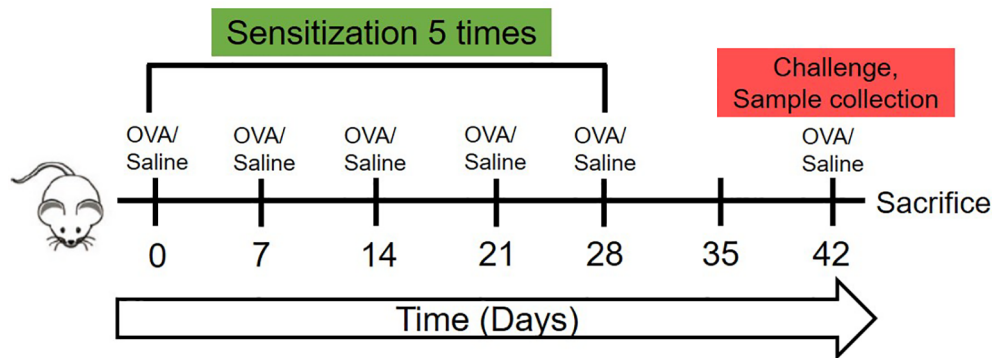 Sensitization 5 times
Challenge,
Sample collection
OVA/ OVA/ OVA/ OVA/ OVA/ OVA/
Saline Saline Saline Saline Saline Saline
Sacrifice
0 7 14 21 28 35 42
Time (Days)